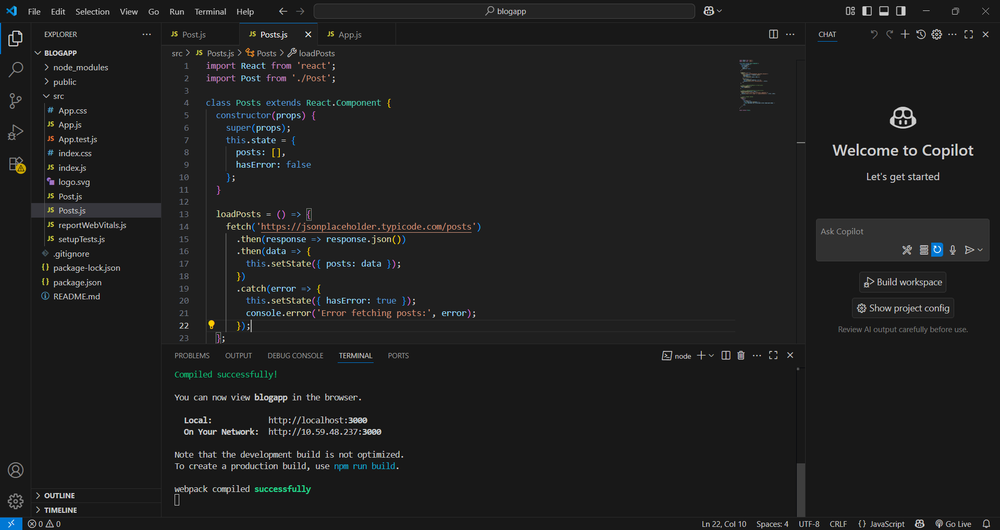 File Edit Selection View Go Run Terminal Help
blogapp
EXPLORER
BLOGAPP
node_modules
public
src
# App.css
JS App.js
JS App.test.js
# index.css
JS index.js
logo.svg
JS Post.js
JS Posts.js
JS reportWebVitals.js
JS setupTests.js
.gitignore
{} package-lock.json
{} package.json
README.md
OUTLINE
TIMELINE
JS Post.js
JS Posts.js
JS App.js
src > JS Posts.js > Posts > loadPosts
1 import React from 'react';
2 import Post from './Post';
3
4 class Posts extends React.Component {
5 constructor(props) {
6 super(props);
7 this.state = {
8 posts: [],
9 hasError: false
10 };
11 }
12
13 loadPosts = () => {
14 fetch('https://jsonplaceholder.typicode.com/posts')
15 .then(response => response.json())
16 .then(data => {
17 this.setState({ posts: data });
18 })
19 .catch(error => {
20 this.setState({ hasError: true });
21 console.error('Error fetching posts:', error);
22 });
23 };
PROBLEMS OUTPUT DEBUG CONSOLE TERMINAL PORTS
node
Compiled successfully!
You can now view blogapp in the browser.
Local: http://localhost:3000
On Your Network: http://10.59.48.237:3000
Note that the development build is not optimized.
To create a production build, use npm run build.
webpack compiled successfully
CHAT
Welcome to Copilot
Let's get started
Ask Copilot
Build workspace
Show project config
Review AI output carefully before use.
0 0
Ln 22, Col 10 Spaces: 4 UTF-8 CRLF {} JavaScript Go Live